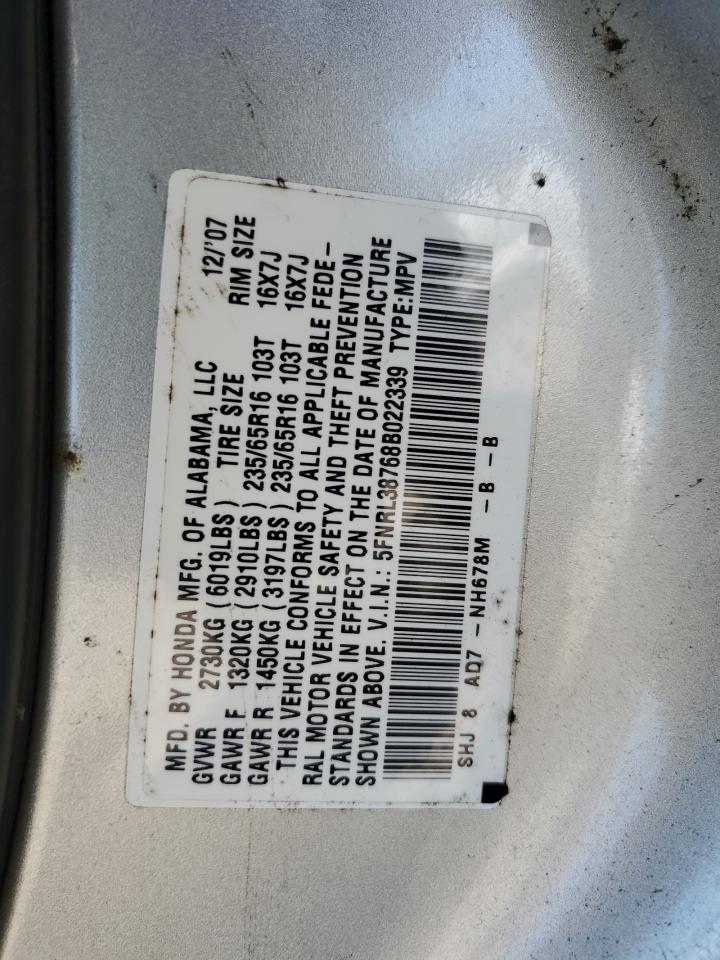 MFD. BY HONDA MFG. OF ALABAMA, LLC 12/'07
GVWR 2730KG ( 6019LBS ) TIRE SIZE RIM SIZE
GAWR F 1320KG ( 2910LBS ) 235/65R16 103T 16X7J
GAWR R 1450KG ( 3197LBS ) 235/65R16 103T 16X7J
THIS VEHICLE CONFORMS TO ALL APPLICABLE FEDE –
RAL MOTOR VEHICLE SAFETY AND THEFT PREVENTION
STANDARDS IN EFFECT ON THE DATE OF MANUFACTURE
SHOWN ABOVE. V.I.N.: 5FNRL38768B022339 TYPE:MPV
SHJ 8 AD7 – NH678M – B – B